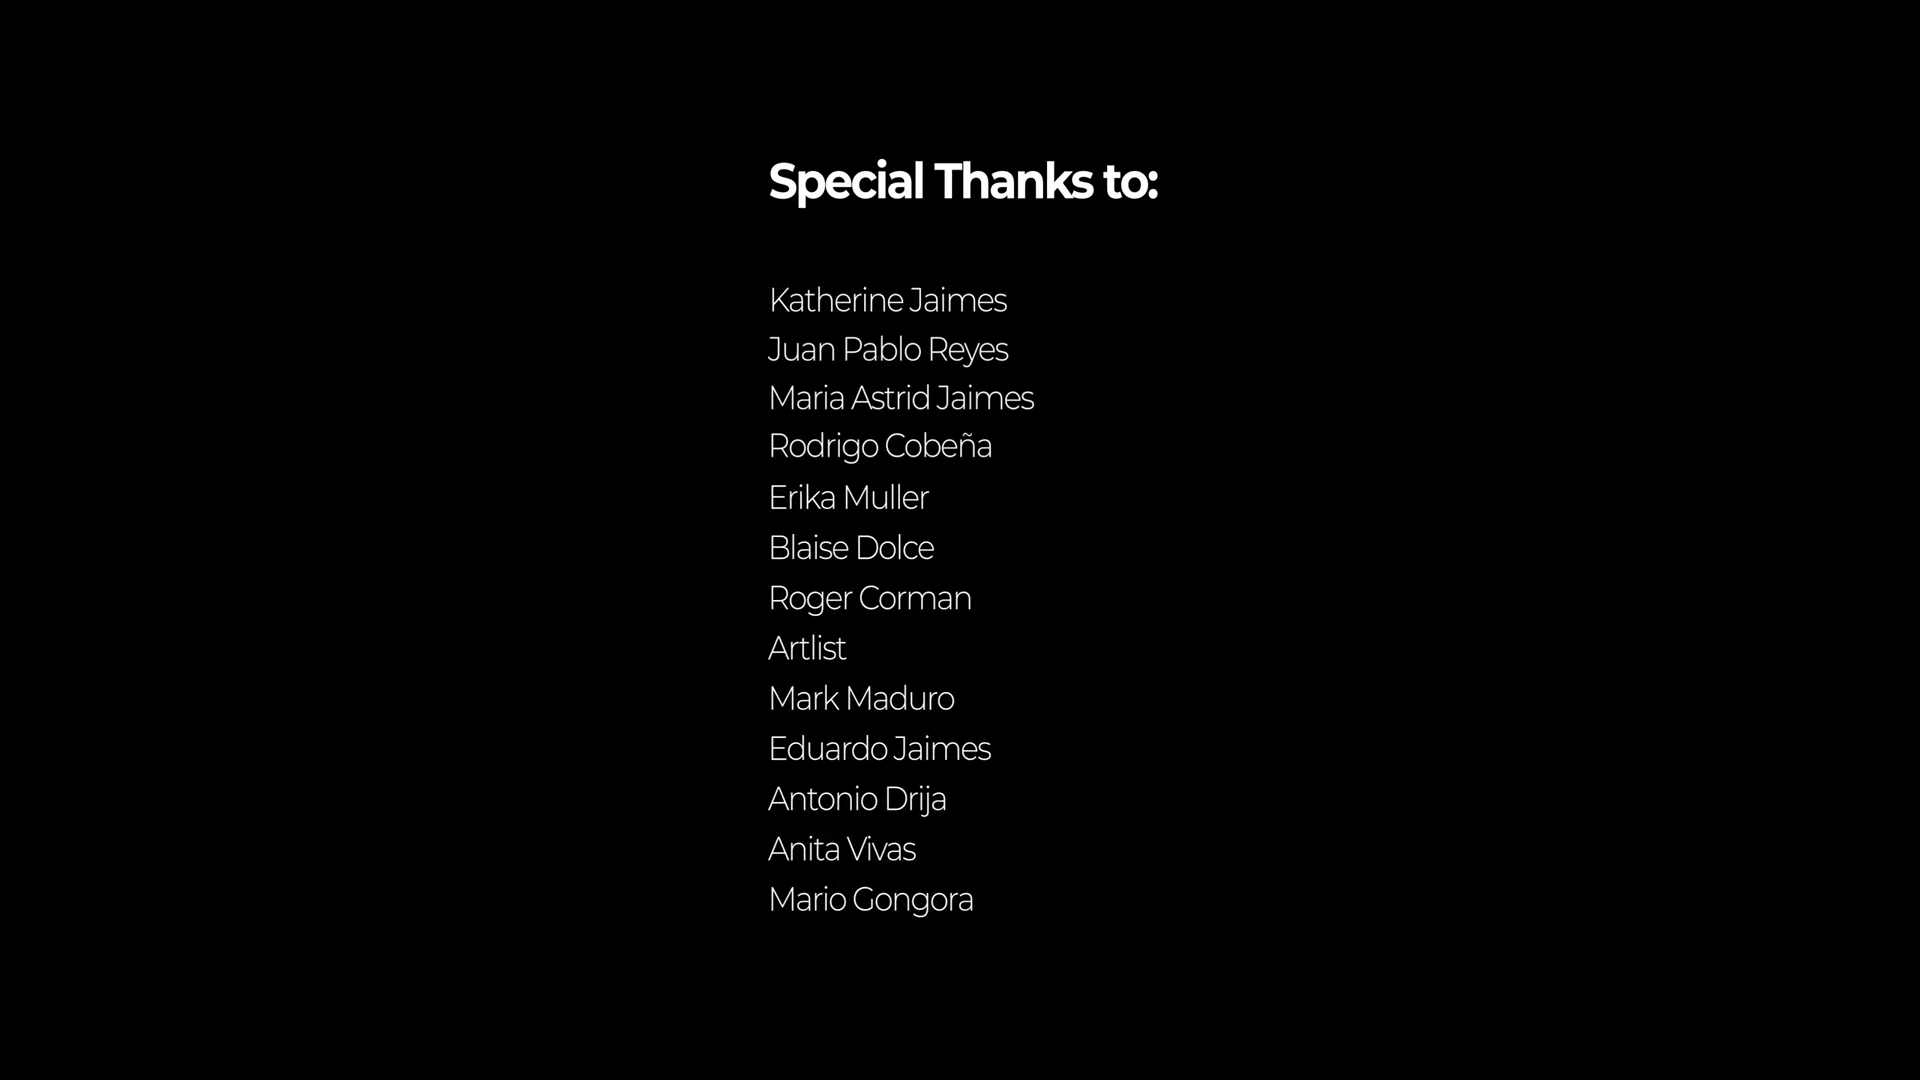 Special Thanks to:
Katherine Jaimes
Juan Pablo Reyes
Maria Astrid Jaimes
Rodrigo Cobeña
Erika Muller
Blaise Dolce
Roger Corman
Artlist
Mark Maduro
Eduardo Jaimes
Antonio Drija
Anita Vivas
Mario Gongora